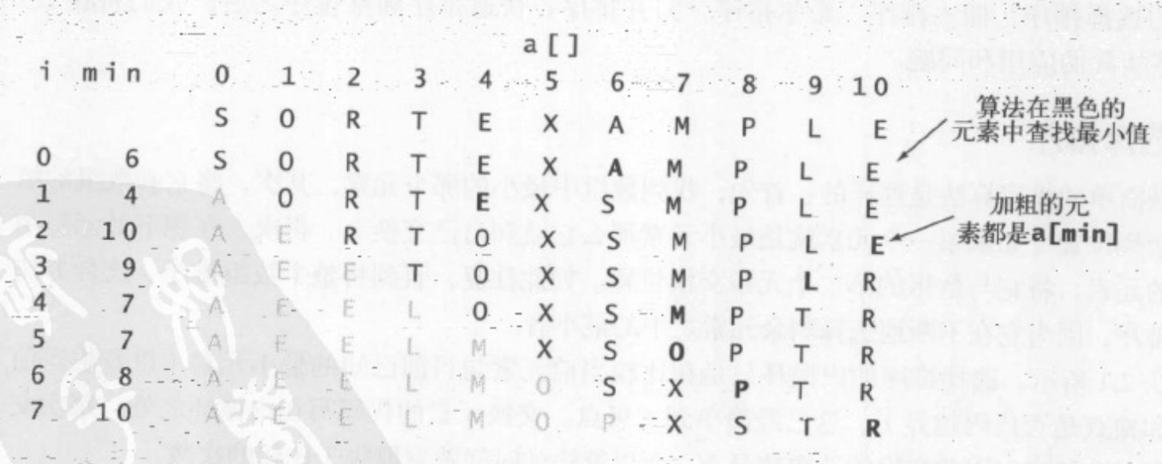 a[]
i min 0 1 2 3 4 5 6 7 8 9 10
S O R T E X A M P L E
0 6 S O R T E X A M P L E
1 4 A O R T E X S M P L E
2 10 A E R T O X S M P L E
3 9 A E E T O X S M P L R
4 7 A E E L O X S M P T R
5 7 A E E L M X S O P T R
6 8 A E E L M O S X P T R
7 10 A E E L M O P X S T R
算法在黑色的
元素中查找最小值
加粗的元
素都是a[min]